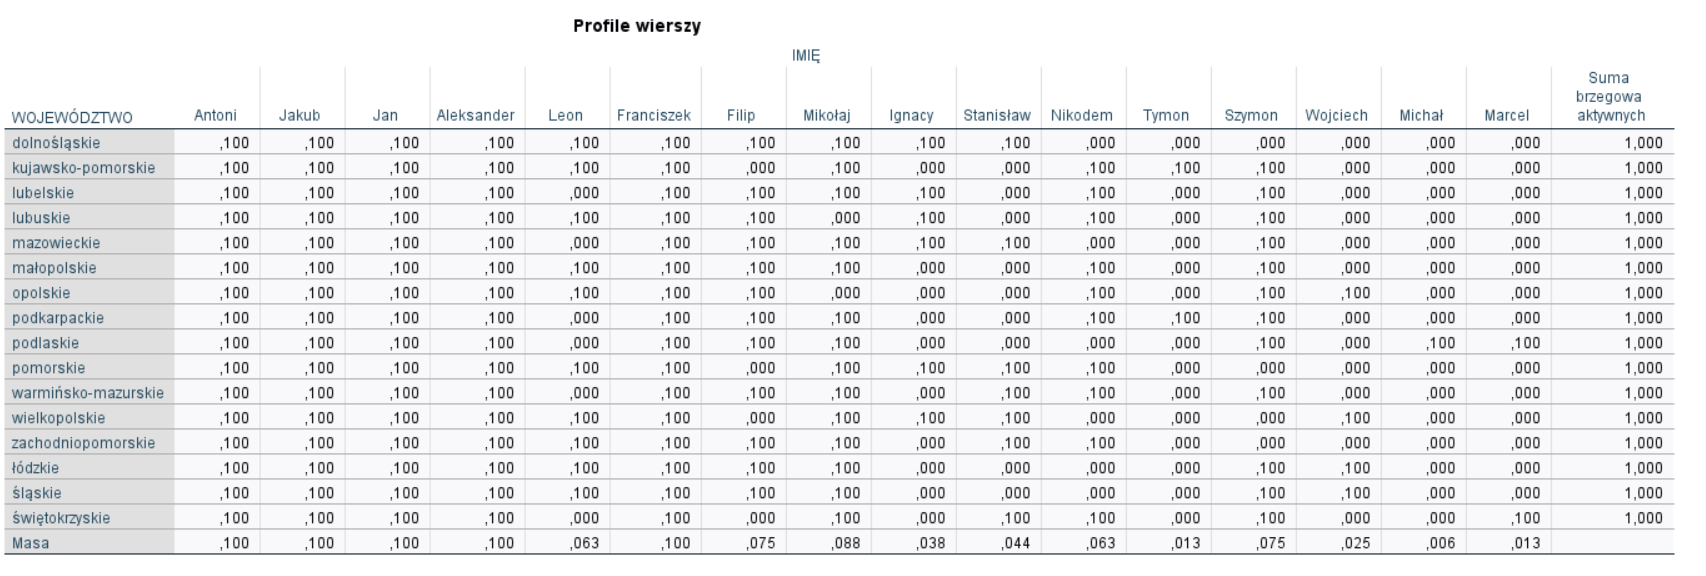 Profile wierszy
IMIĘ
WOJEWÓDZTWO Antoni Jakub Jan Aleksander Leon Franciszek Filip Mikołaj Ignacy Stanisław Nikodem Tymon Szymon Wojciech Michał Marcel Suma brzegowa aktywnych
dolnośląskie ,100 ,100 ,100 ,100 ,100 ,100 ,100 ,100 ,100 ,100 ,000 ,000 ,000 ,000 ,000 ,000 1,000
kujawsko-pomorskie ,100 ,100 ,100 ,100 ,100 ,100 ,000 ,100 ,000 ,000 ,100 ,100 ,100 ,000 ,000 ,000 1,000
lubelskie ,100 ,100 ,100 ,100 ,000 ,100 ,100 ,100 ,100 ,000 ,100 ,000 ,100 ,000 ,000 ,000 1,000
lubuskie ,100 ,100 ,100 ,100 ,100 ,100 ,100 ,000 ,100 ,000 ,100 ,000 ,100 ,000 ,000 ,000 1,000
mazowieckie ,100 ,100 ,100 ,100 ,000 ,100 ,100 ,100 ,100 ,100 ,000 ,000 ,100 ,000 ,000 ,000 1,000
małopolskie ,100 ,100 ,100 ,100 ,100 ,100 ,100 ,100 ,000 ,000 ,100 ,000 ,100 ,000 ,000 ,000 1,000
opolskie ,100 ,100 ,100 ,100 ,100 ,100 ,100 ,000 ,000 ,000 ,100 ,000 ,100 ,100 ,000 ,000 1,000
podkarpackie ,100 ,100 ,100 ,100 ,000 ,100 ,100 ,100 ,000 ,000 ,100 ,100 ,100 ,000 ,000 ,000 1,000
podlaskie ,100 ,100 ,100 ,100 ,000 ,100 ,000 ,100 ,000 ,100 ,000 ,000 ,100 ,000 ,100 ,100 1,000
pomorskie ,100 ,100 ,100 ,100 ,100 ,100 ,000 ,100 ,100 ,100 ,100 ,000 ,000 ,000 ,000 ,000 1,000
warmińsko-mazurskie ,100 ,100 ,100 ,100 ,000 ,100 ,100 ,100 ,000 ,100 ,100 ,000 ,100 ,000 ,000 ,000 1,000
wielkopolskie ,100 ,100 ,100 ,100 ,100 ,100 ,000 ,100 ,100 ,100 ,000 ,000 ,000 ,100 ,000 ,000 1,000
zachodniopomorskie ,100 ,100 ,100 ,100 ,100 ,100 ,100 ,100 ,000 ,100 ,100 ,000 ,000 ,000 ,000 ,000 1,000
łódzkie ,100 ,100 ,100 ,100 ,100 ,100 ,100 ,100 ,000 ,000 ,000 ,000 ,100 ,100 ,000 ,000 1,000
śląskie ,100 ,100 ,100 ,100 ,100 ,100 ,100 ,100 ,000 ,000 ,000 ,000 ,100 ,100 ,000 ,000 1,000
świętokrzyskie ,100 ,100 ,100 ,100 ,000 ,100 ,000 ,100 ,000 ,100 ,100 ,000 ,100 ,000 ,000 ,100 1,000
Masa ,100 ,100 ,100 ,100 ,063 ,100 ,075 ,088 ,038 ,044 ,063 ,013 ,075 ,025 ,006 ,013